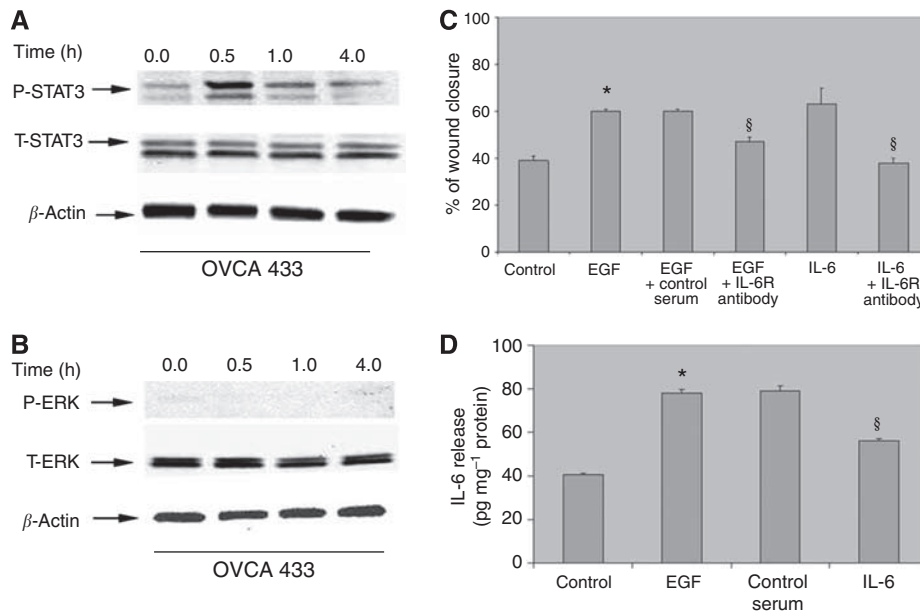 A
Time (h)
0.0 0.5 1.0 4.0
P-STAT3
T-STAT3
β-Actin
OVCA 433
B
Time (h)
0.0 0.5 1.0 4.0
P-ERK
T-ERK
β-Actin
OVCA 433
C
% of wound closure
100
80
60
40
20
0
*
§
§
Control
EGF
EGF
+ control
serum
EGF
+ IL-6R
antibody
IL-6
IL-6
+ IL-6R
antibody
D
IL-6 release
(pg mg⁻¹ protein)
100
80
60
40
20
0
*
§
Control
EGF
Control
serum
IL-6